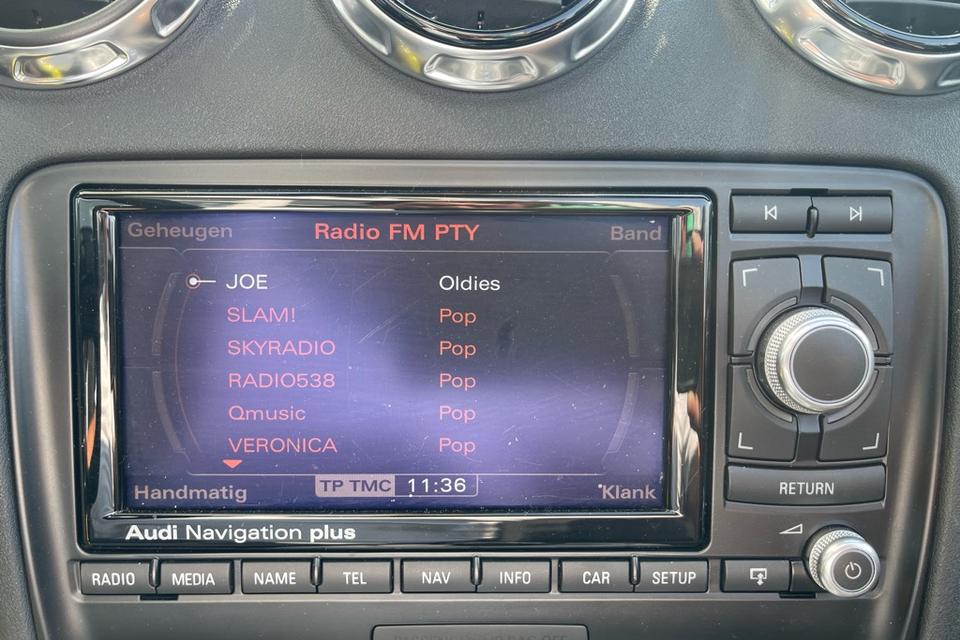 Geheugen Radio FM PTY Band
JOE Oldies
SLAM! Pop
SKYRADIO Pop
RADIO538 Pop
Qmusic Pop
VERONICA Pop
TP TMC 11:36
Handmatig Klank
Audi Navigation plus
RETURN
RADIO MEDIA NAME TEL NAV INFO CAR SETUP